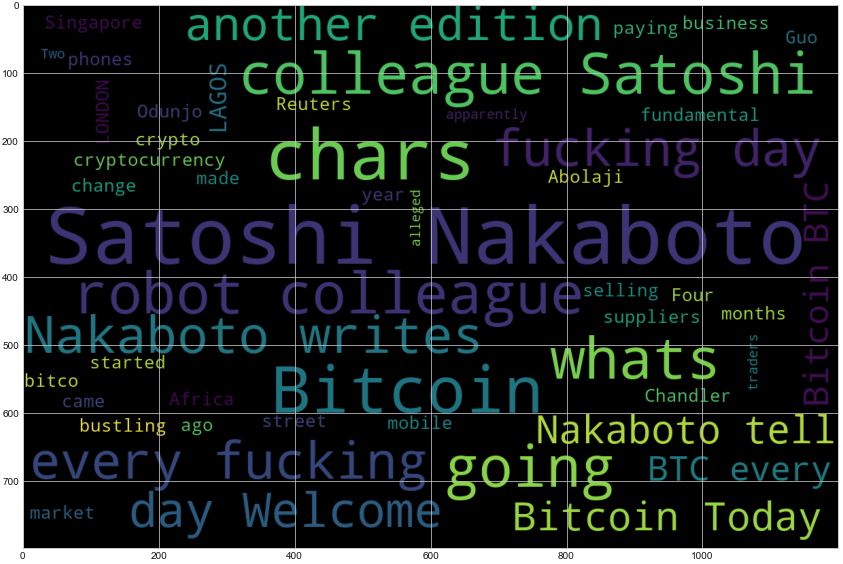 Singapore
another edition
paying
business
Guo
Two
phones
colleague Satoshi
LONDON
LAGOS
Odunjo
Reuters
apparently
fundamental
crypto
chars
fucking day
cryptocurrency
change
made
year
Abolaji
alleged
Satoshi Nakaboto
Bitcoin BTC
robot colleague
selling
Four
suppliers
months
Nakaboto writes
whats
traders
started
bitco
Bitcoin
Chandler
came
Africa
bustling
ago
street
mobile
Nakaboto tell
every fucking
going
BTC every
market
day Welcome
Bitcoin Today
0
100
200
300
400
500
600
700
0
200
400
600
800
1000